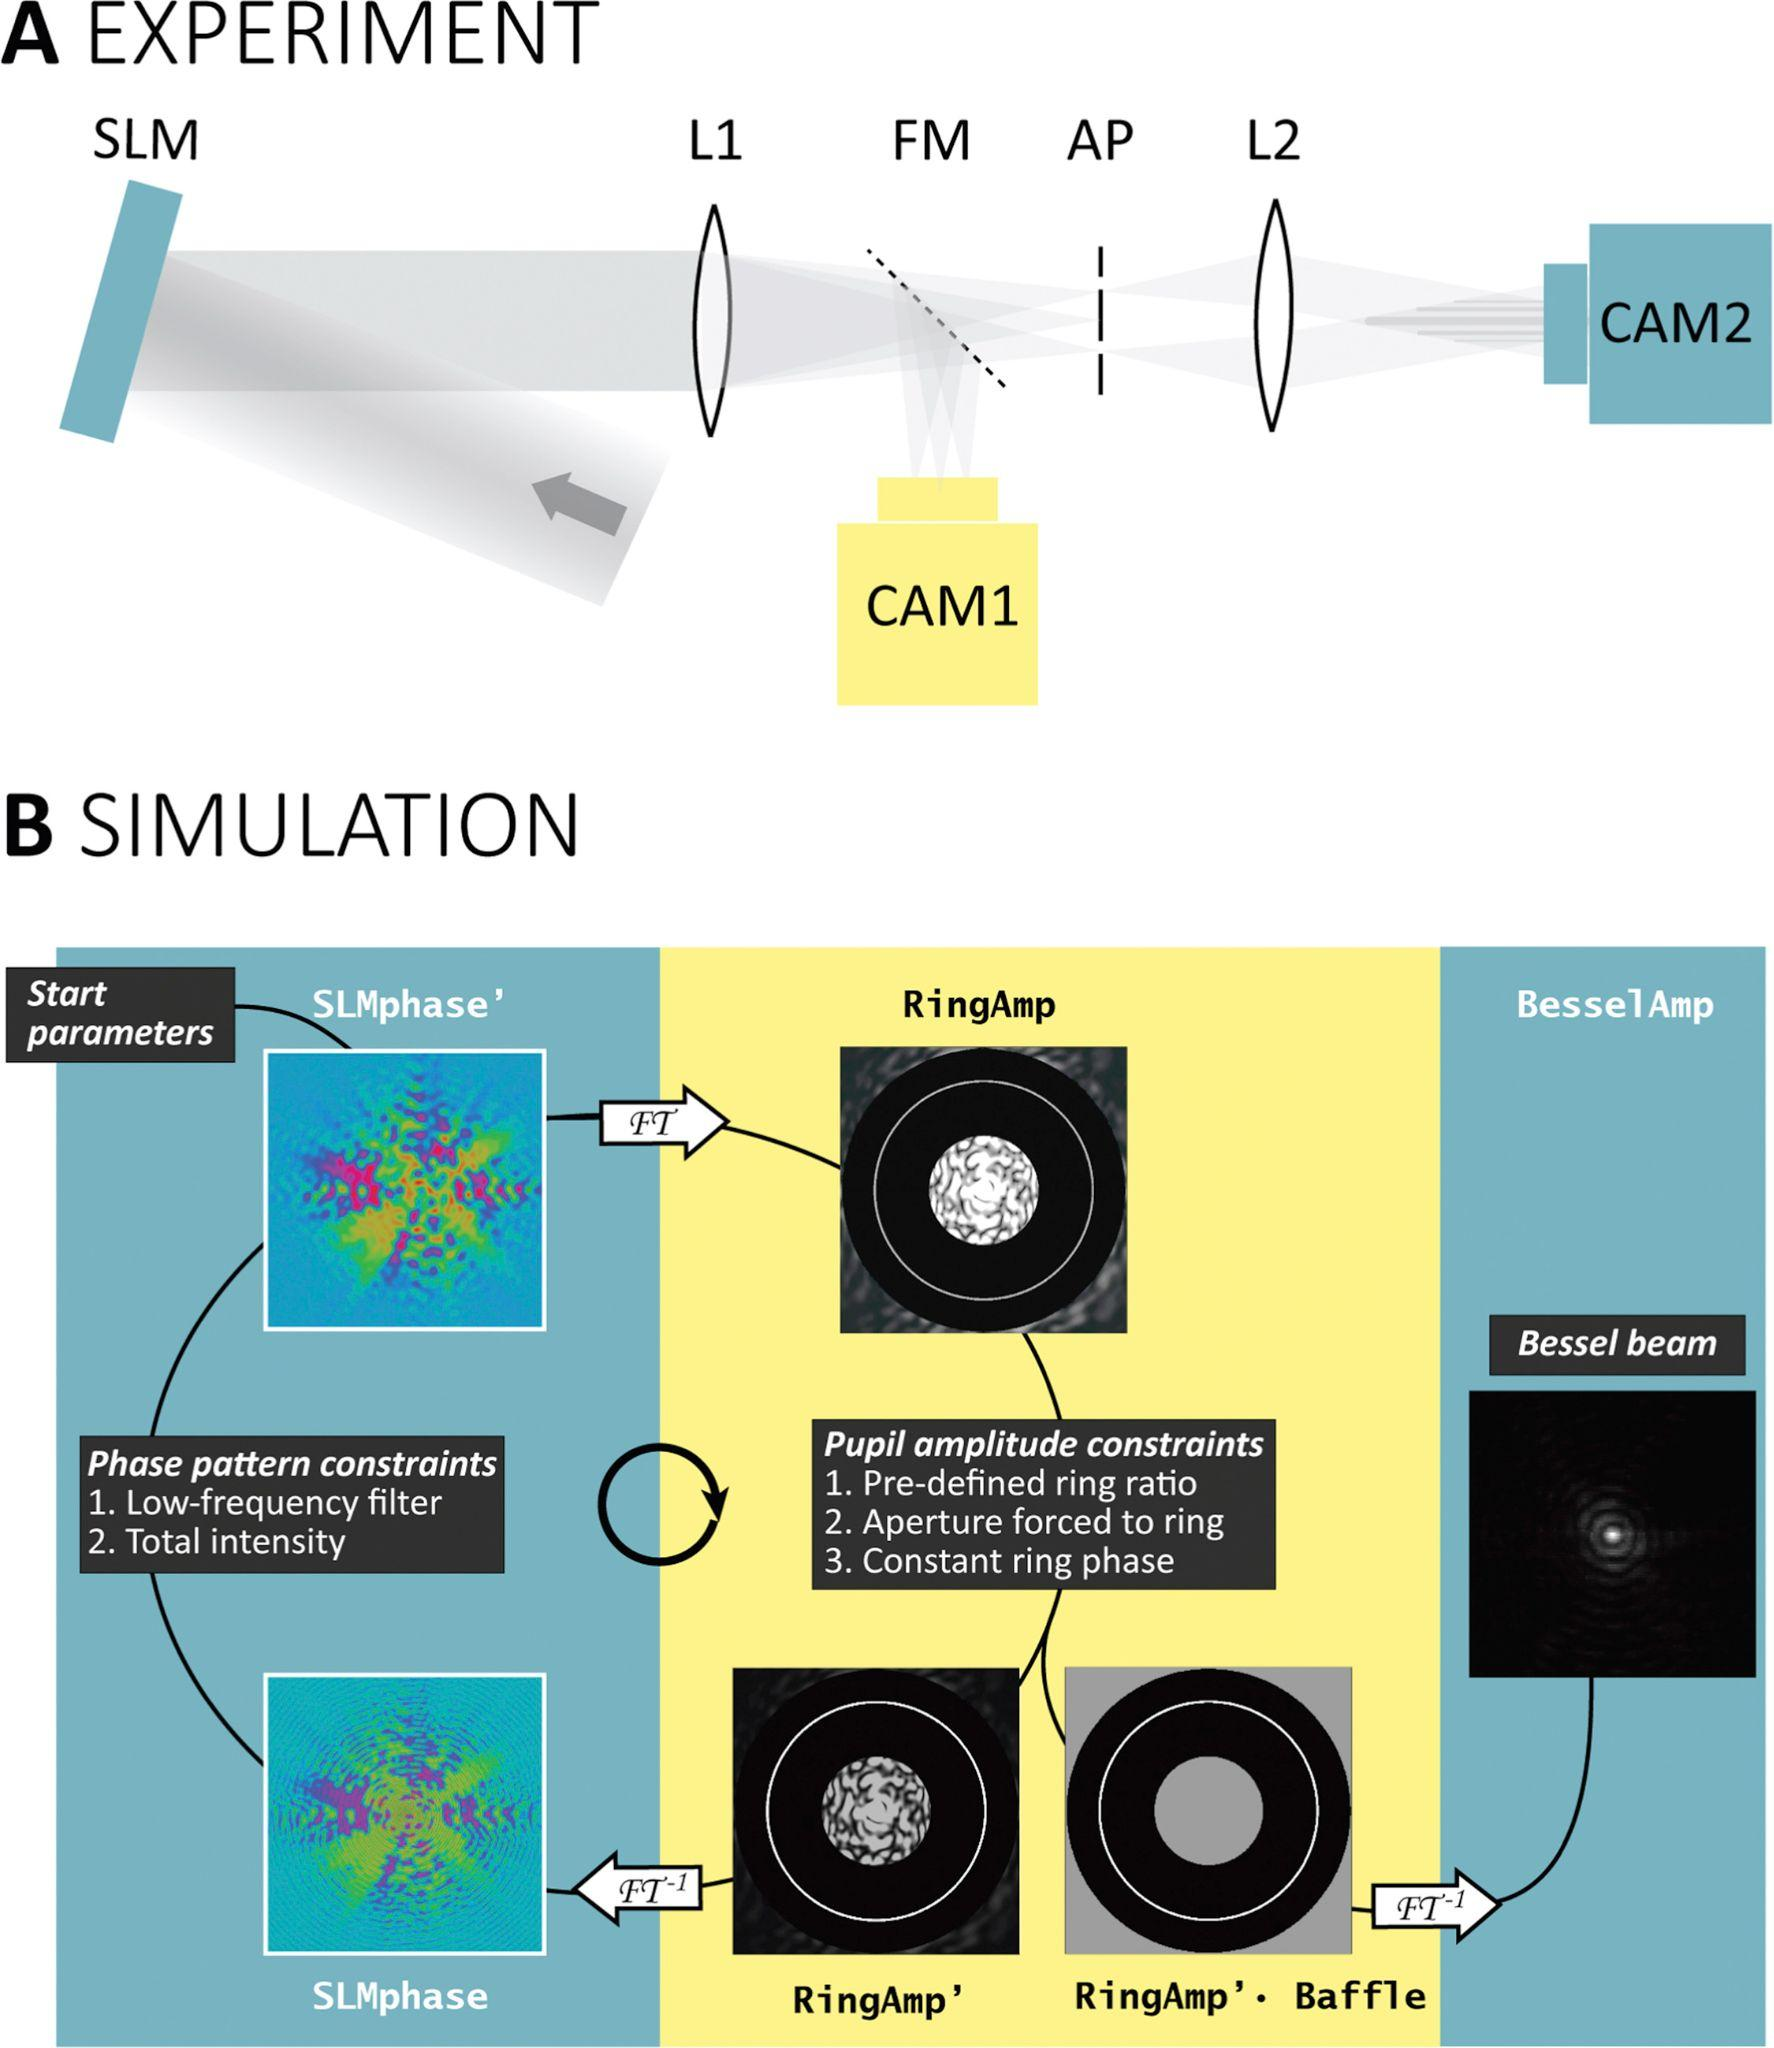 A EXPERIMENT
SLM L1 FM AP L2
CAM2
CAM1
B SIMULATION
Start
parameters
SLMphase’
RingAmp
BesselAmp
FT
Bessel beam
Phase pattern constraints
1. Low-frequency filter
2. Total intensity
Pupil amplitude constraints
1. Pre-defined ring ratio
2. Aperture forced to ring
3. Constant ring phase
FT⁻¹
FT⁻¹
SLMphase
RingAmp’
RingAmp’· Baffle